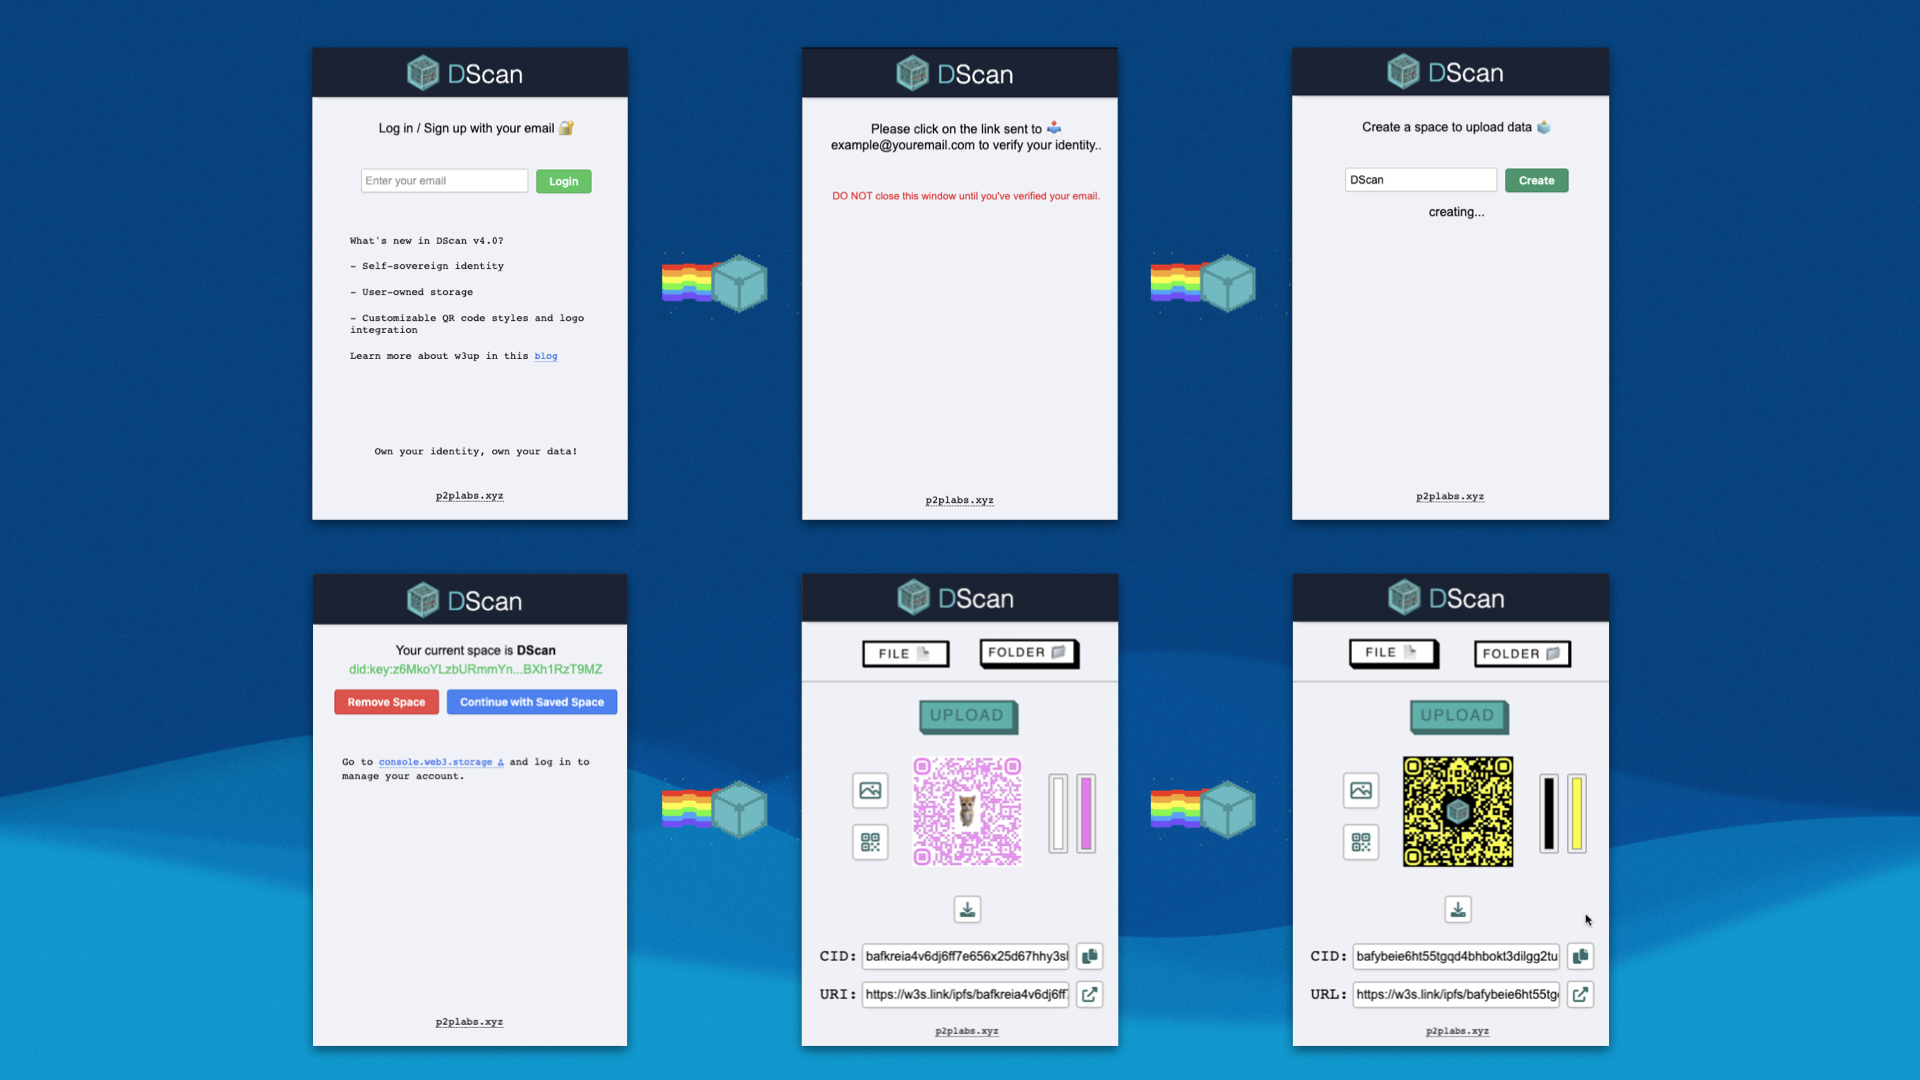 DScan
Log in / Sign up with your email
Enter your email
Login
What's new in DScan v4.0?
- Self-sovereign identity
- User-owned storage
- Customizable QR code styles and logo
integration
Learn more about w3up in this blog
Own your identity, own your data!
p2plabs.xyz
DScan
Please click on the link sent to
example@youremail.com to verify your identity..
DO NOT close this window until you've verified your email.
p2plabs.xyz
DScan
Create a space to upload data
DScan
Create
creating...
p2plabs.xyz
DScan
Your current space is DScan
did:key:z6MkoYLzbURmmYn...BXh1RzT9MZ
Remove Space
Continue with Saved Space
Go to console.web3.storage and log in to
manage your account.
p2plabs.xyz
DScan
FILE
FOLDER
UPLOAD
CID: bafkreia4v6dj6ff7e656x25d67hhy3sl
URI: https://w3s.link/ipfs/bafkreia4v6dj6ff
p2plabs.xyz
DScan
FILE
FOLDER
UPLOAD
CID: bafybeie6ht55tgqd4bhbokt3dilgg2tu
URL: https://w3s.link/ipfs/bafybeie6ht55tg
p2plabs.xyz